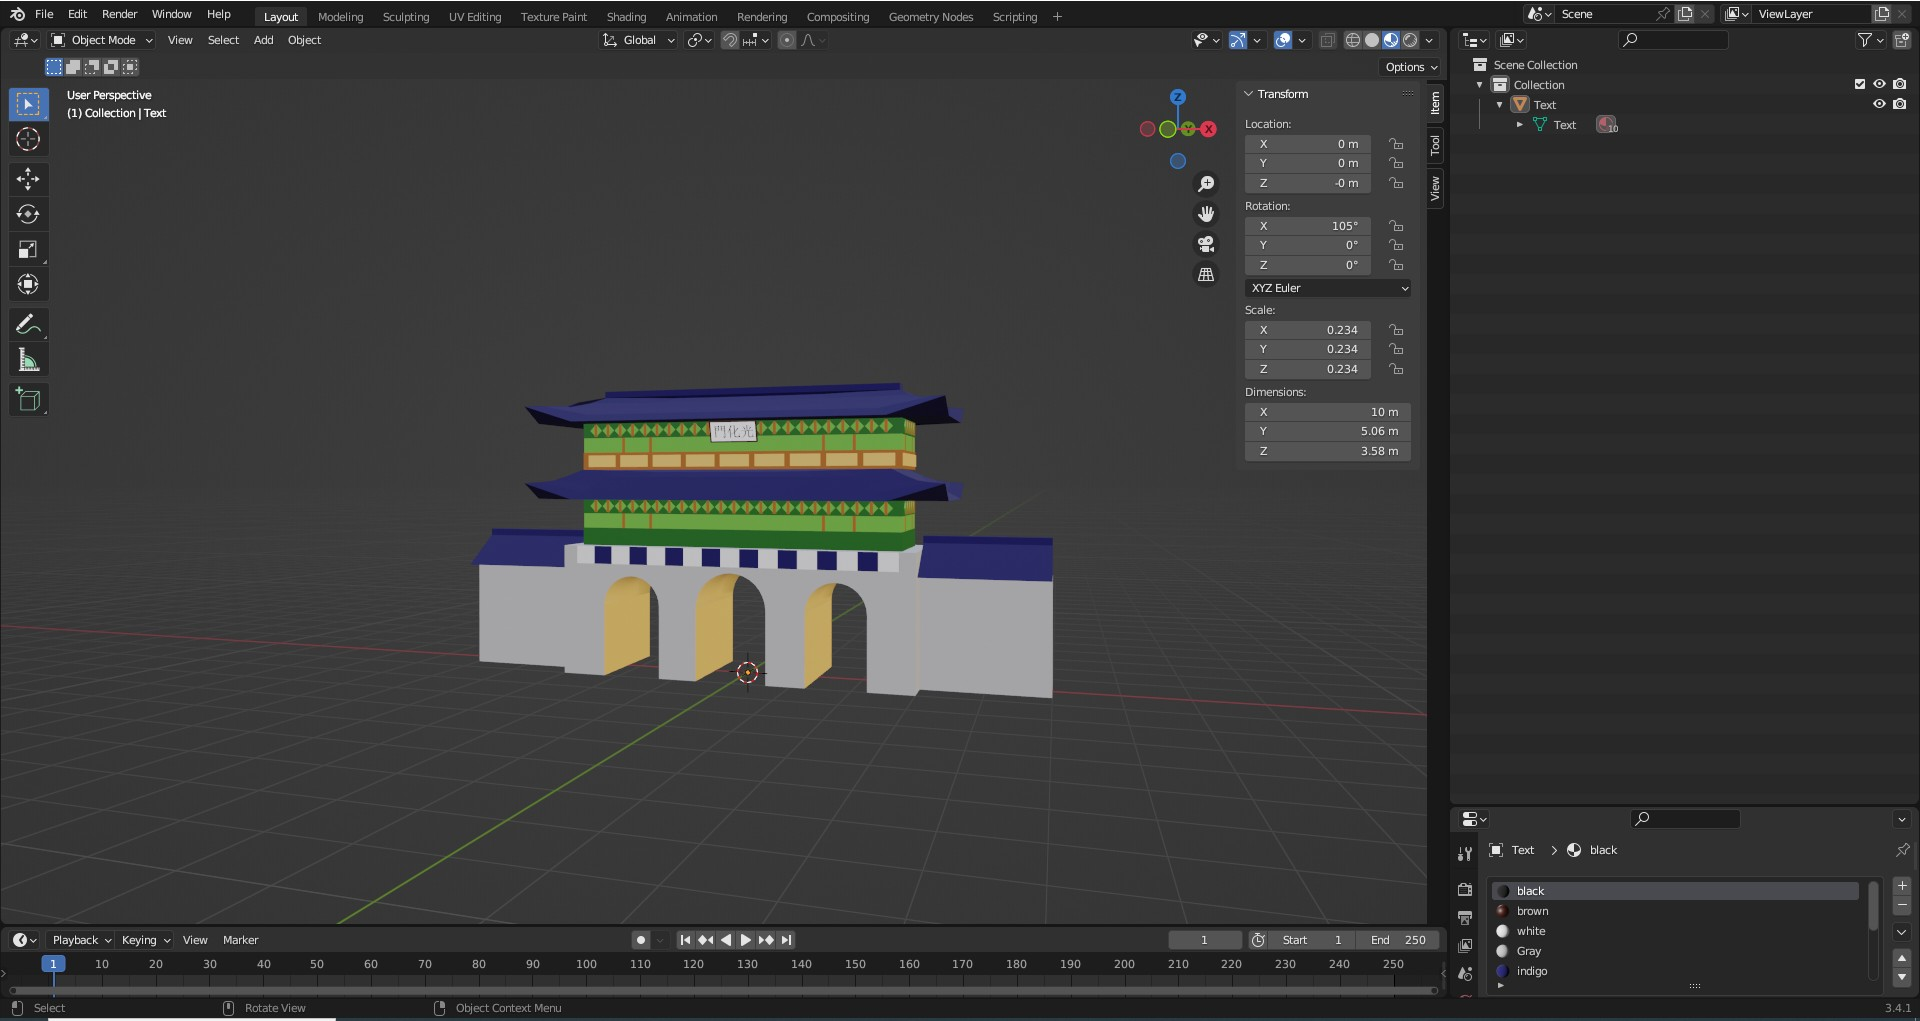 File Edit Render Window Help Layout Modeling Sculpting UV Editing Texture Paint Shading Animation Rendering Compositing Geometry Nodes Scripting + Scene ViewLayer
Object Mode View Select Add Object Global
Options
User Perspective
(1) Collection | Text
Z
X
Y
門化光
Transform
Location:
X 0 m
Y 0 m
Z -0 m
Rotation:
X 105°
Y 0°
Z 0°
XYZ Euler
Scale:
X 0.234
Y 0.234
Z 0.234
Dimensions:
X 10 m
Y 5.06 m
Z 3.58 m
Item
Tool
View
Scene Collection
Collection
Text
Text 10
Text > black
black
brown
white
Gray
indigo
Playback Keying View Marker 1 Start 1 End 250
1 10 20 30 40 50 60 70 80 90 100 110 120 130 140 150 160 170 180 190 200 210 220 230 240 250
Select Rotate View Object Context Menu 3.4.1